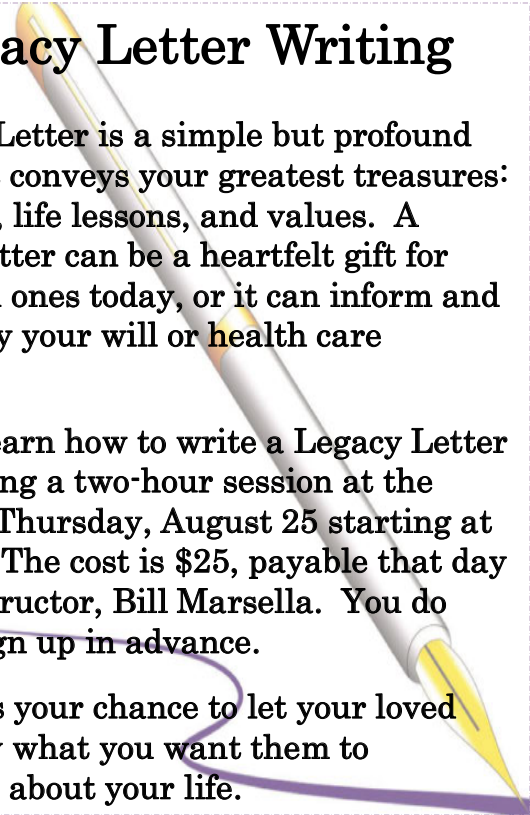 acy Letter Writing
Letter is a simple but profound
conveys your greatest treasures:
, life lessons, and values.  A
tter can be a heartfelt gift for
ones today, or it can inform and
y your will or health care
earn how to write a Legacy Letter
ng a two-hour session at the
Thursday, August 25 starting at
The cost is $25, payable that day
ructor, Bill Marsella.  You do
gn up in advance.
s your chance to let your loved
what you want them to
about your life.